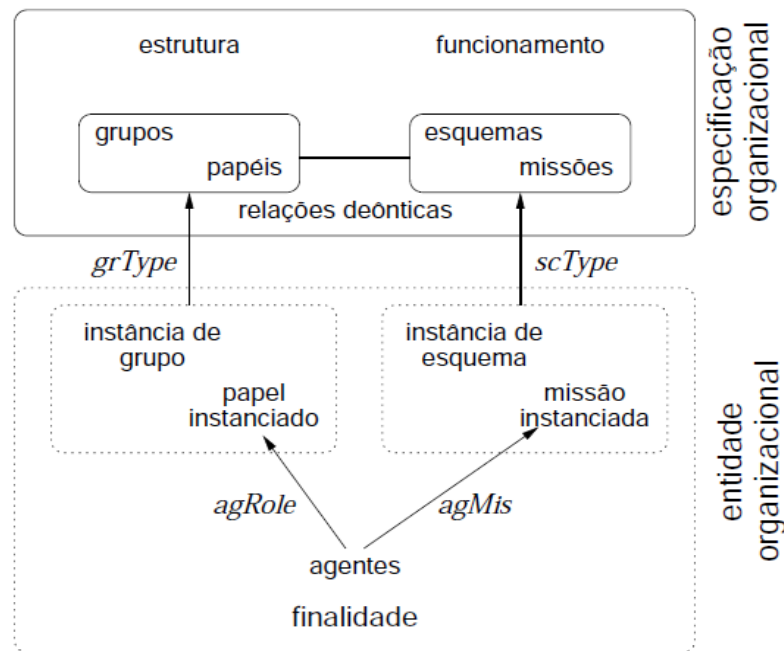 estrutura
funcionamento
grupos
papéis
esquemas
missões
relações deônticas
especificação
organizacional
grType
scType
instância de
grupo
papel
instanciado
instância de
esquema
missão
instanciada
agRole
agMis
agentes
finalidade
entidade
organizacional